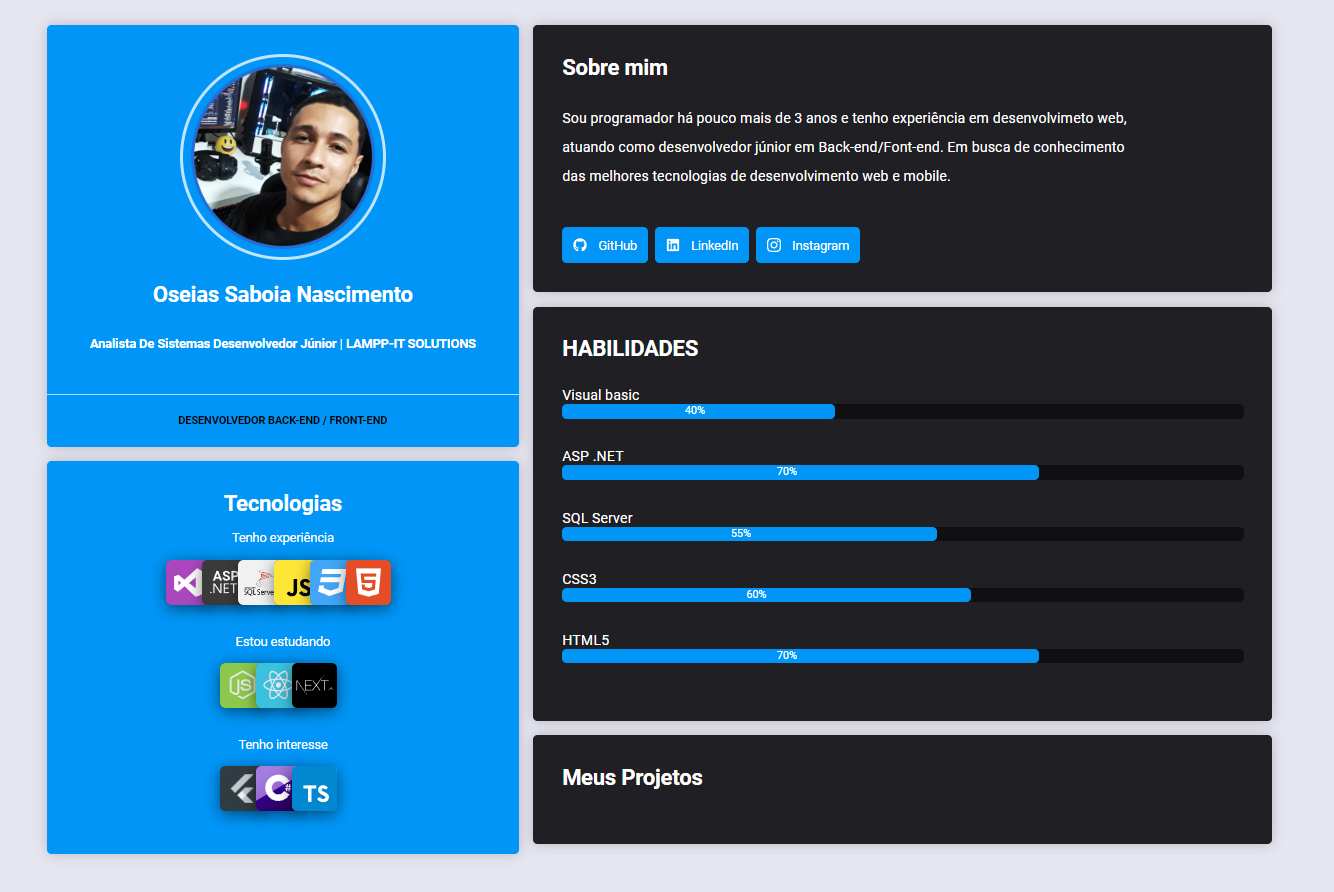 Oseias Saboia Nascimento
Analista De Sistemas Desenvolvedor Júnior | LAMPP-IT SOLUTIONS
DESENVOLVEDOR BACK-END / FRONT-END
Tecnologias
Tenho experiência
ASP
.NET
SQL Server
JS
3
5
Estou estudando
JS
NEXT
Tenho interesse
C#
TS
Sobre mim
Sou programador há pouco mais de 3 anos e tenho experiência em desenvolvimeto web,
atuando como desenvolvedor júnior em Back-end/Font-end. Em busca de conhecimento
das melhores tecnologias de desenvolvimento web e mobile.
GitHub
LinkedIn
Instagram
HABILIDADES
Visual basic
40%
ASP .NET
70%
SQL Server
55%
CSS3
60%
HTML5
70%
Meus Projetos